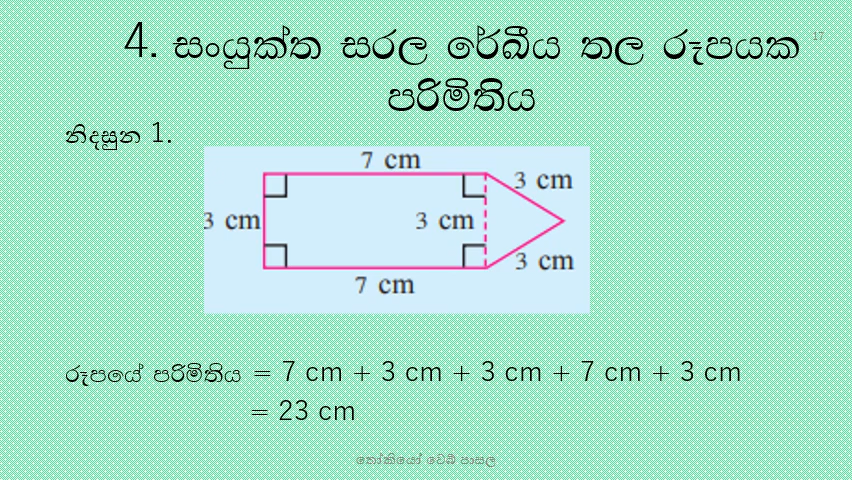 4. සංයුක්ත සරල රේඛීය තල රූපයක
පරිමිතිය
17
නිදසුන 1.
7 cm
3 cm
3 cm
3 cm
3 cm
7 cm
රූපයේ පරිමිතිය = 7 cm + 3 cm + 3 cm + 7 cm + 3 cm
= 23 cm
තෝකියෝ වෙබ් පාසල